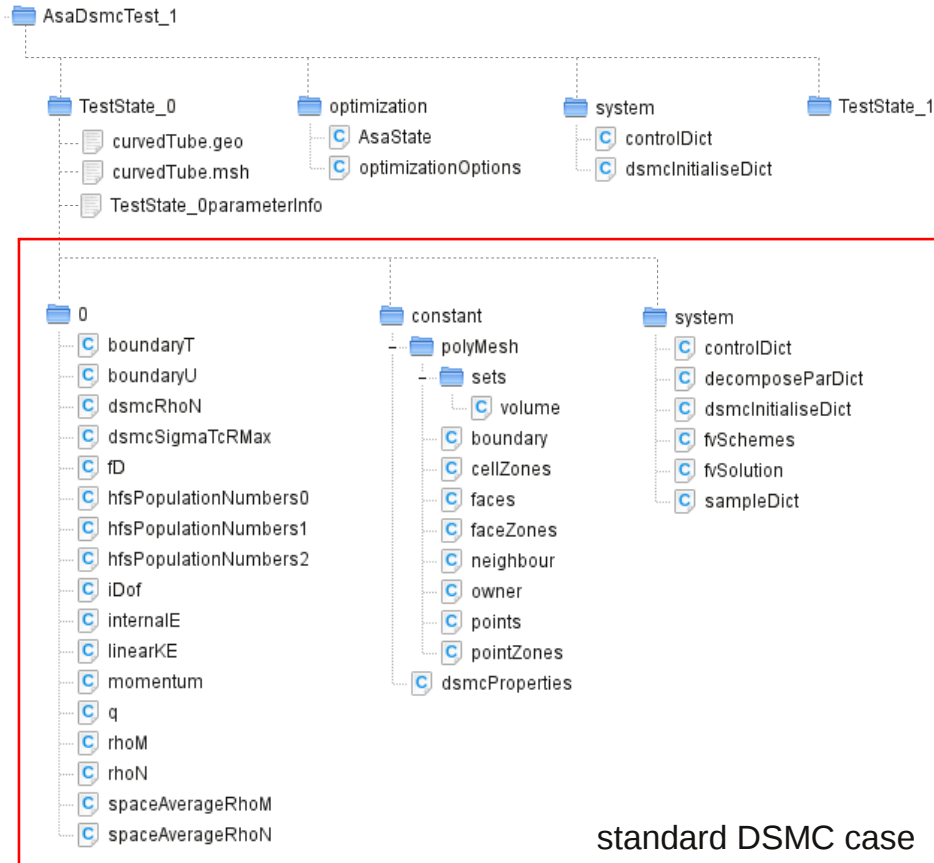 AsaDsmcTest_1
TestState_0
curvedTube.geo
curvedTube.msh
TestState_0parameterInfo
optimization
AsaState
optimizationOptions
system
controlDict
dsmcInitialiseDict
TestState_1
0
boundaryT
boundaryU
dsmcRhoN
dsmcSigmaTcRMax
fD
hfsPopulationNumbers0
hfsPopulationNumbers1
hfsPopulationNumbers2
iDof
internalE
linearKE
momentum
q
rhoM
rhoN
spaceAverageRhoM
spaceAverageRhoN
constant
polyMesh
sets
volume
boundary
cellZones
faces
faceZones
neighbour
owner
points
pointZones
dsmcProperties
system
controlDict
decomposeParDict
dsmcInitialiseDict
fvSchemes
fvSolution
sampleDict
standard DSMC case